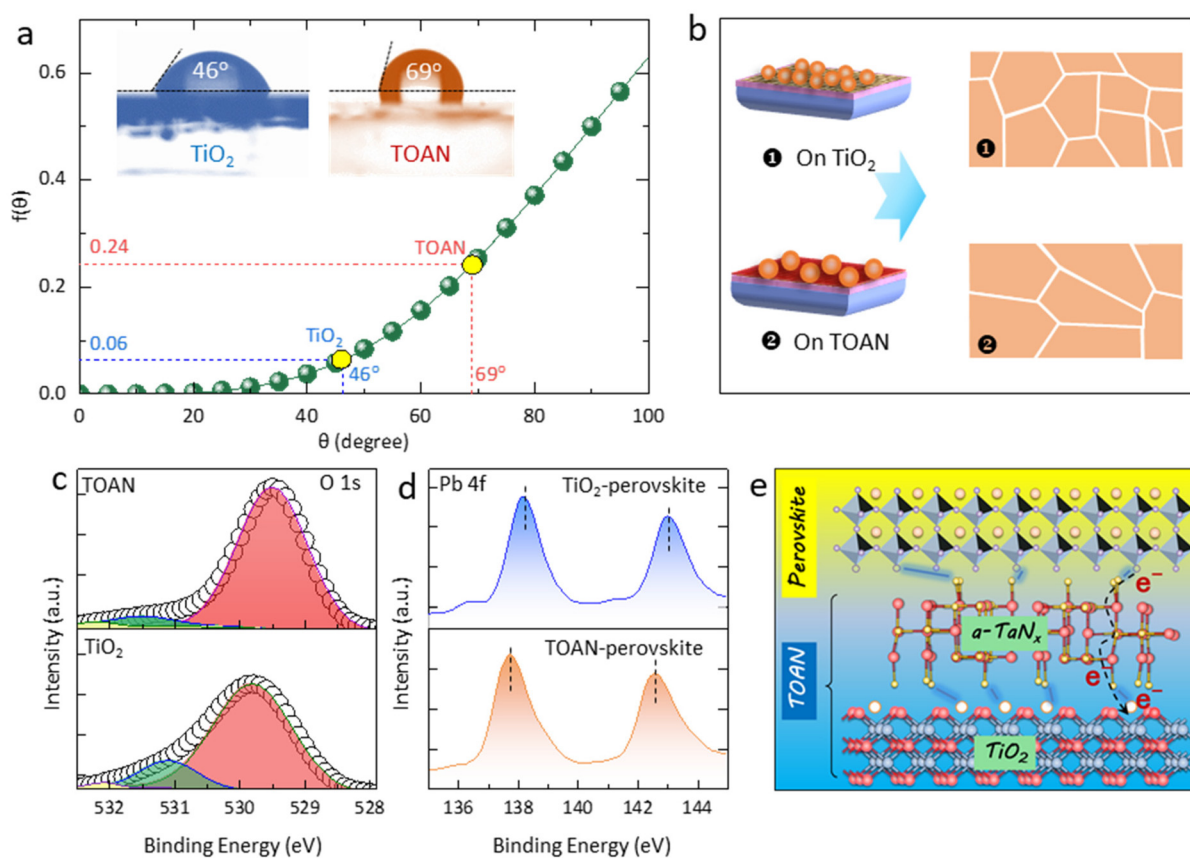 a
46°
69°
TiO₂
TOAN
0.6
0.4
0.2
0.0
f(θ)
0.24
TOAN
0.06
TiO₂
46°
69°
0 20 40 60 80 100
θ (degree)
b
❶ On TiO₂
❶
❷ On TOAN
❷
c
TOAN
O 1s
TiO₂
Intensity (a.u.)
532 531 530 529 528
Binding Energy (eV)
d
Pb 4f
TiO₂-perovskite
TOAN-perovskite
Intensity (a.u.)
136 138 140 142 144
Binding Energy (eV)
e
Perovskite
TOAN
a-TaNₓ
e⁻
e⁻
e⁻
TiO₂